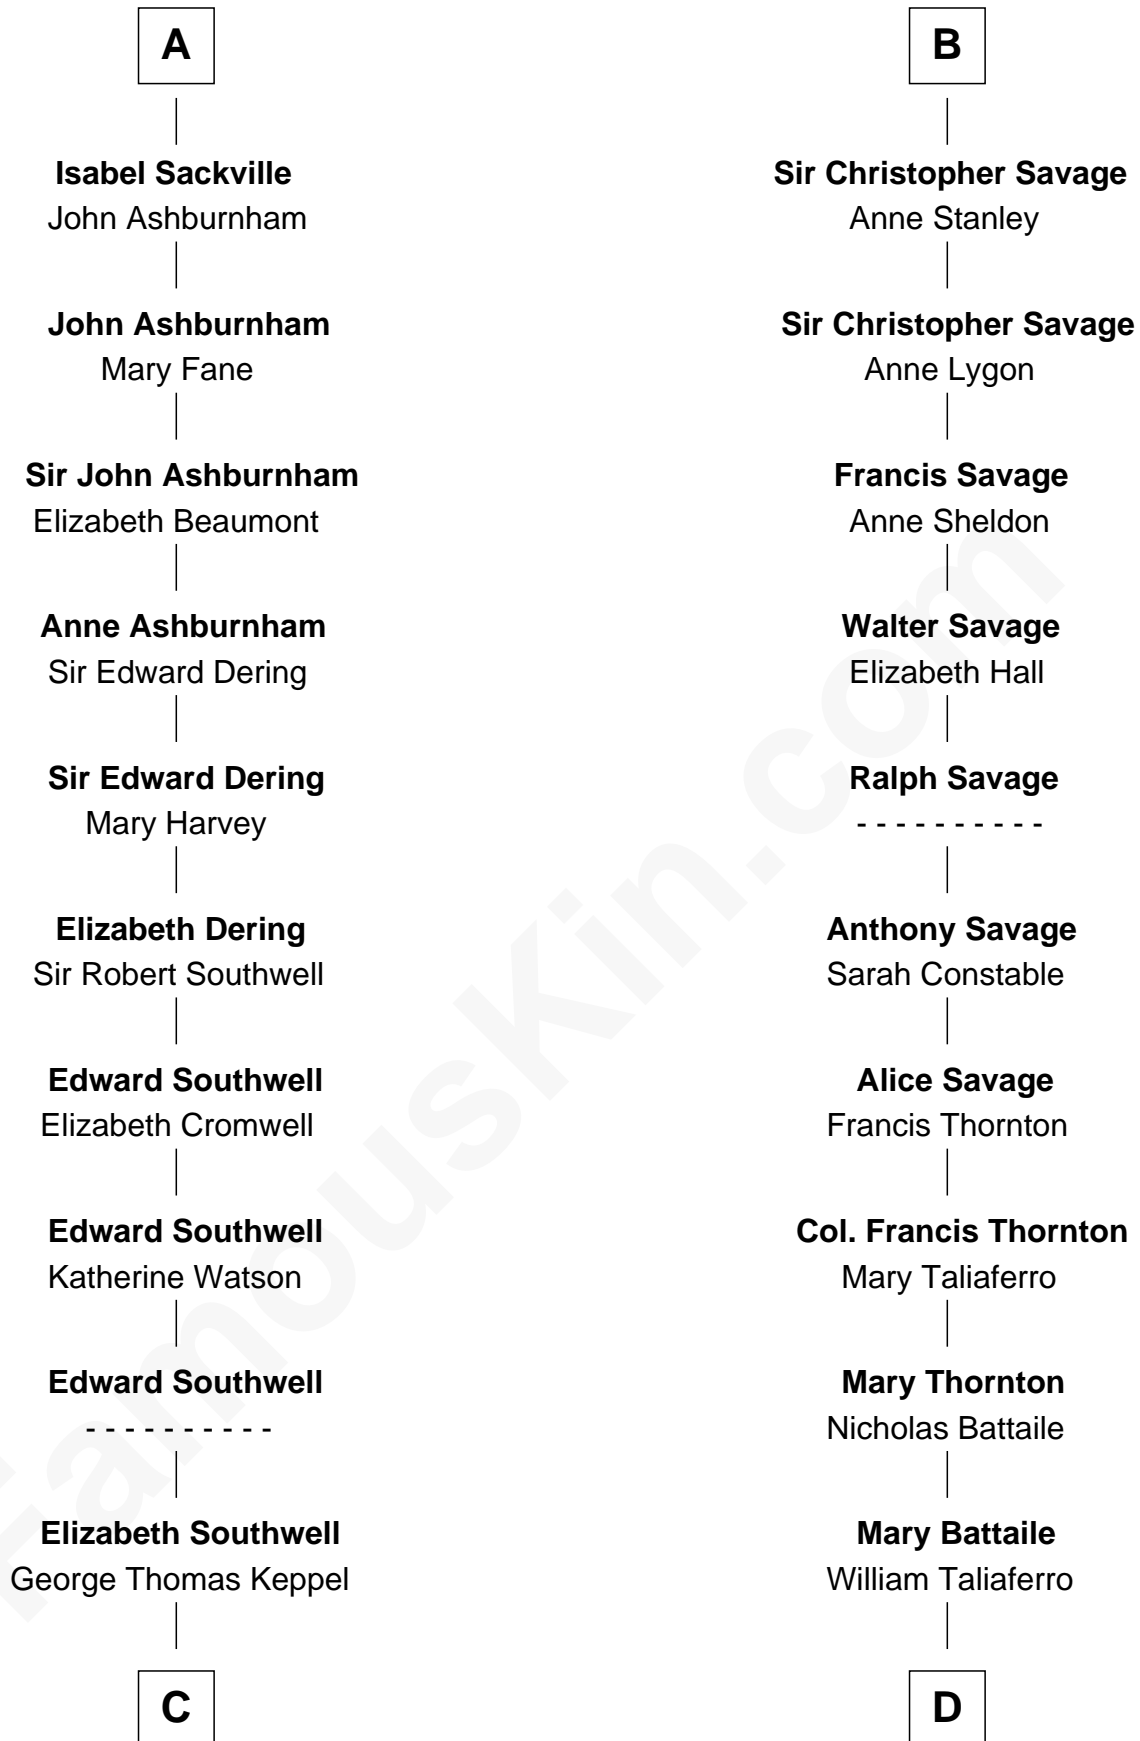 A
Isabel Sackville
John Ashburnham
John Ashburnham
Mary Fane
Sir John Ashburnham
Elizabeth Beaumont
Anne Ashburnham
Sir Edward Dering
Sir Edward Dering
Mary Harvey
Elizabeth Dering
Sir Robert Southwell
Edward Southwell
Elizabeth Cromwell
Edward Southwell
Katherine Watson
Edward Southwell
- - - - - - - - - -
Elizabeth Southwell
George Thomas Keppel
C
B
Sir Christopher Savage
Anne Stanley
Sir Christopher Savage
Anne Lygon
Francis Savage
Anne Sheldon
Walter Savage
Elizabeth Hall
Ralph Savage
- - - - - - - - - -
Anthony Savage
Sarah Constable
Alice Savage
Francis Thornton
Col. Francis Thornton
Mary Taliaferro
Mary Thornton
Nicholas Battaile
Mary Battaile
William Taliaferro
D
FamousKin.com